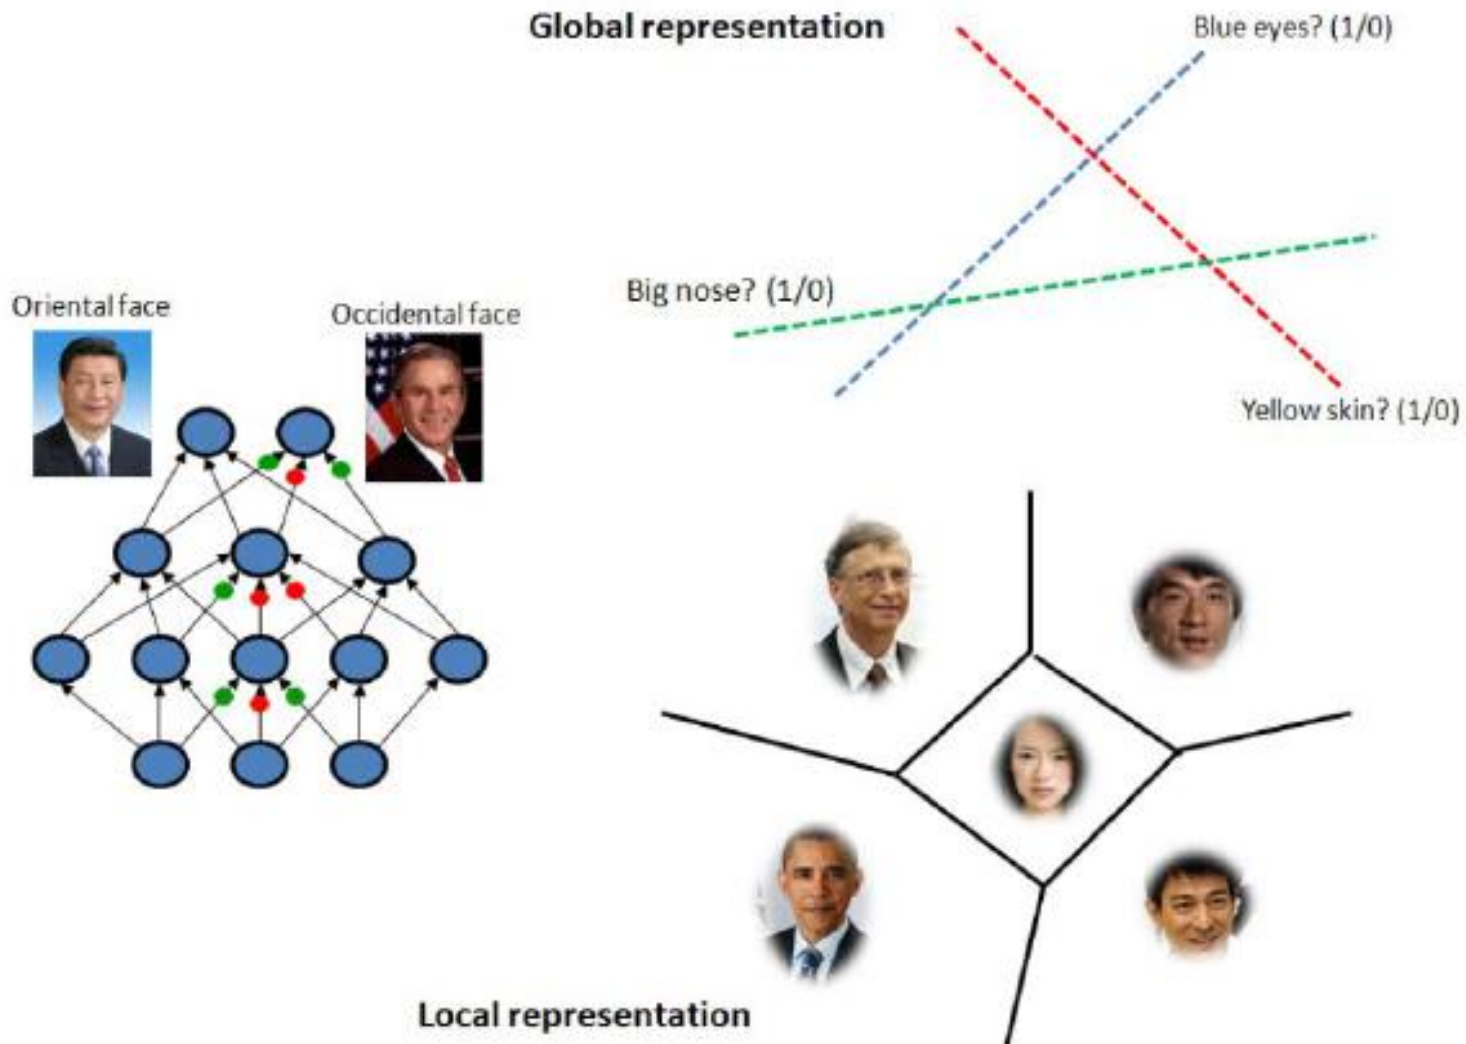 Global representation
Blue eyes? (1/0)
Big nose? (1/0)
Oriental face
Occidental face
Yellow skin? (1/0)
Local representation